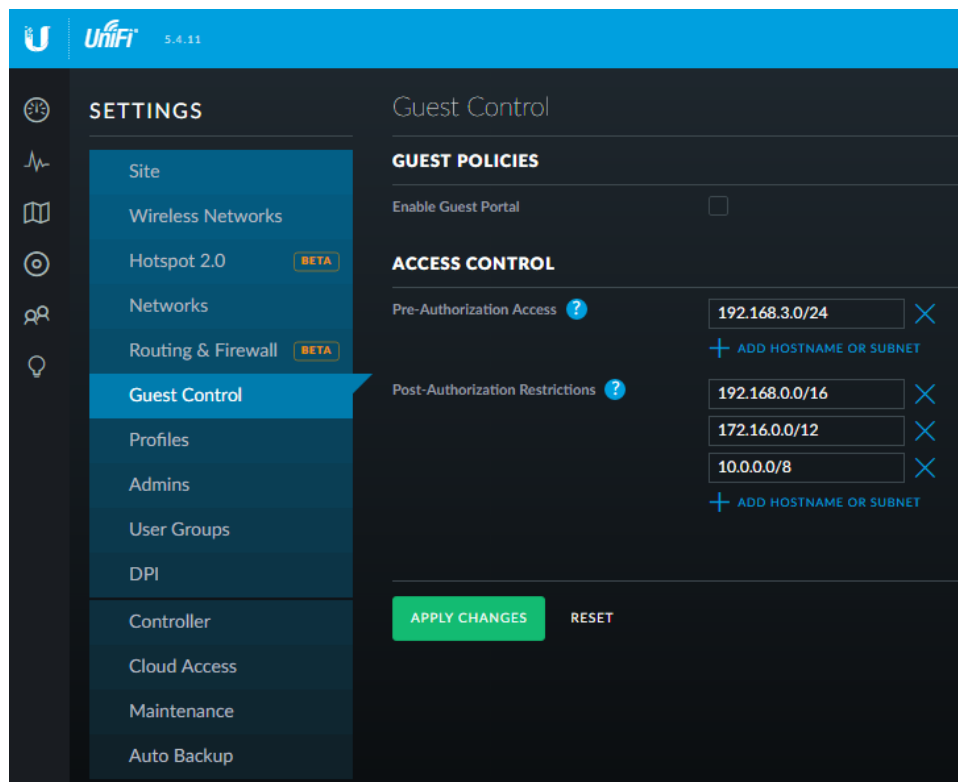 UniFi 5.4.11
SETTINGS
Site
Wireless Networks
Hotspot 2.0 BETA
Networks
Routing & Firewall BETA
Guest Control
Profiles
Admins
User Groups
DPI
Controller
Cloud Access
Maintenance
Auto Backup
Guest Control
GUEST POLICIES
Enable Guest Portal
ACCESS CONTROL
Pre-Authorization Access ? 192.168.3.0/24
ADD HOSTNAME OR SUBNET
Post-Authorization Restrictions ? 192.168.0.0/16
172.16.0.0/12
10.0.0.0/8
ADD HOSTNAME OR SUBNET
APPLY CHANGES RESET